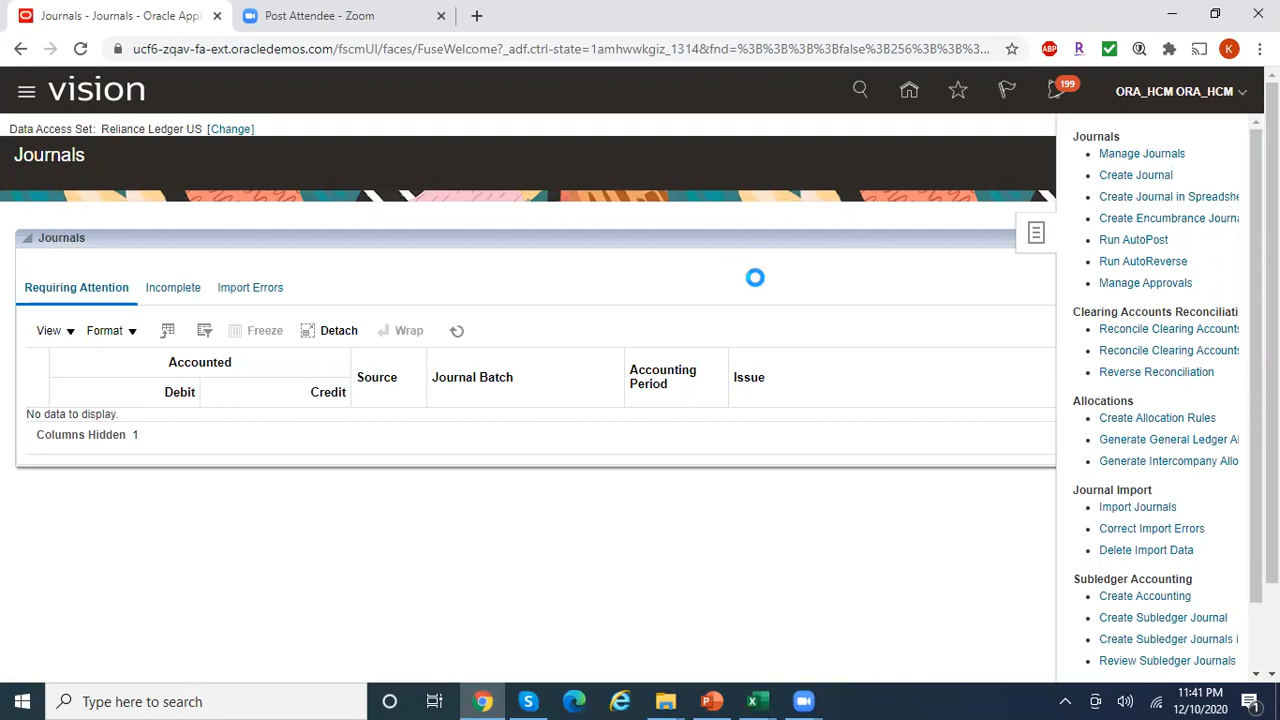 Journals - Journals - Oracle Appl
Post Attendee - Zoom
ucf6-zqav-fa-ext.oracledemos.com/fscmUI/faces/FuseWelcome?_adf.ctrl-state=1amhwwkgiz_1314&fnd=%3B%3B%3B%3Bfalse%3B256%3B%3B%3...
ABP
R
K
vision
199
ORA_HCM ORA_HCM
Data Access Set: Reliance Ledger US [Change]
Journals
Journals
Requiring Attention
Incomplete
Import Errors
View
Format
Freeze
Detach
Wrap
Accounted
Debit
Credit
Source
Journal Batch
Accounting
Period
Issue
No data to display.
Columns Hidden 1
Journals
Manage Journals
Create Journal
Create Journal in Spreadshe
Create Encumbrance Journa
Run AutoPost
Run AutoReverse
Manage Approvals
Clearing Accounts Reconciliati
Reconcile Clearing Accounts
Reconcile Clearing Accounts
Reverse Reconciliation
Allocations
Create Allocation Rules
Generate General Ledger Al
Generate Intercompany Allo
Journal Import
Import Journals
Correct Import Errors
Delete Import Data
Subledger Accounting
Create Accounting
Create Subledger Journal
Create Subledger Journals i
Review Subledger Journals
Type here to search
11:41 PM
12/10/2020
1